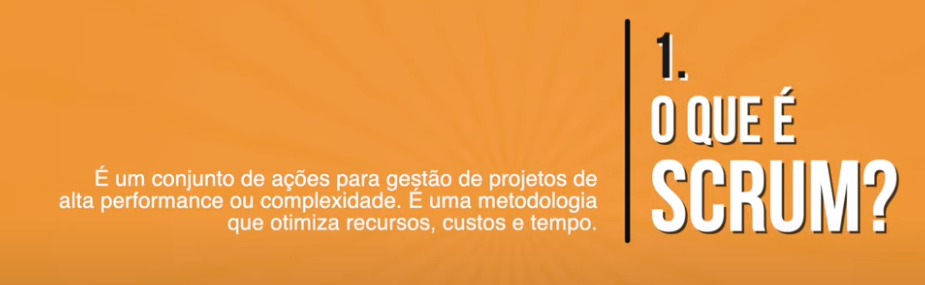 1.
O QUE É
SCRUM?
É um conjunto de ações para gestão de projetos de
alta performance ou complexidade. É uma metodologia
que otimiza recursos, custos e tempo.